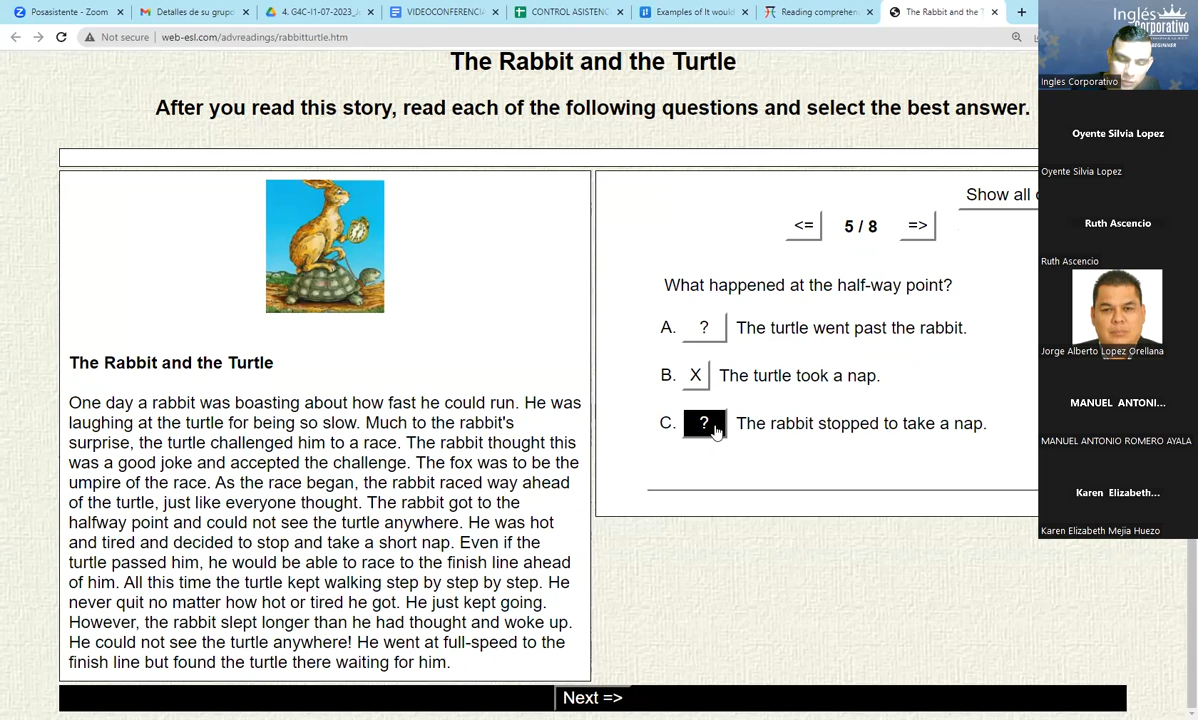 Posasistente - Zoom
Detalles de su grupo
4. G4C-I1-07-2023_i
VIDEOCONFERENCIA
CONTROL ASISTENC
Examples of It would
Reading comprehen
The Rabbit and the T
Not secure
web-esl.com/advreadings/rabbitturtle.htm
The Rabbit and the Turtle
After you read this story, read each of the following questions and select the best answer.
The Rabbit and the Turtle
One day a rabbit was boasting about how fast he could run. He was
laughing at the turtle for being so slow. Much to the rabbit's
surprise, the turtle challenged him to a race. The rabbit thought this
was a good joke and accepted the challenge. The fox was to be the
umpire of the race. As the race began, the rabbit raced way ahead
of the turtle, just like everyone thought. The rabbit got to the
halfway point and could not see the turtle anywhere. He was hot
and tired and decided to stop and take a short nap. Even if the
turtle passed him, he would be able to race to the finish line ahead
of him. All this time the turtle kept walking step by step by step. He
never quit no matter how hot or tired he got. He just kept going.
However, the rabbit slept longer than he had thought and woke up.
He could not see the turtle anywhere! He went at full-speed to the
finish line but found the turtle there waiting for him.
Show all
<= 5 / 8 =>
What happened at the half-way point?
A. ? The turtle went past the rabbit.
B. X The turtle took a nap.
C. ? The rabbit stopped to take a nap.
Next =>
Inglés
Corporativo
BEGINNER
Ingles Corporativo
Oyente Silvia Lopez
Oyente Silvia Lopez
Ruth Ascencio
Ruth Ascencio
Jorge Alberto Lopez Orellana
MANUEL ANTONI...
MANUEL ANTONIO ROMERO AYALA
Karen Elizabeth...
Karen Elizabeth Mejia Huezo